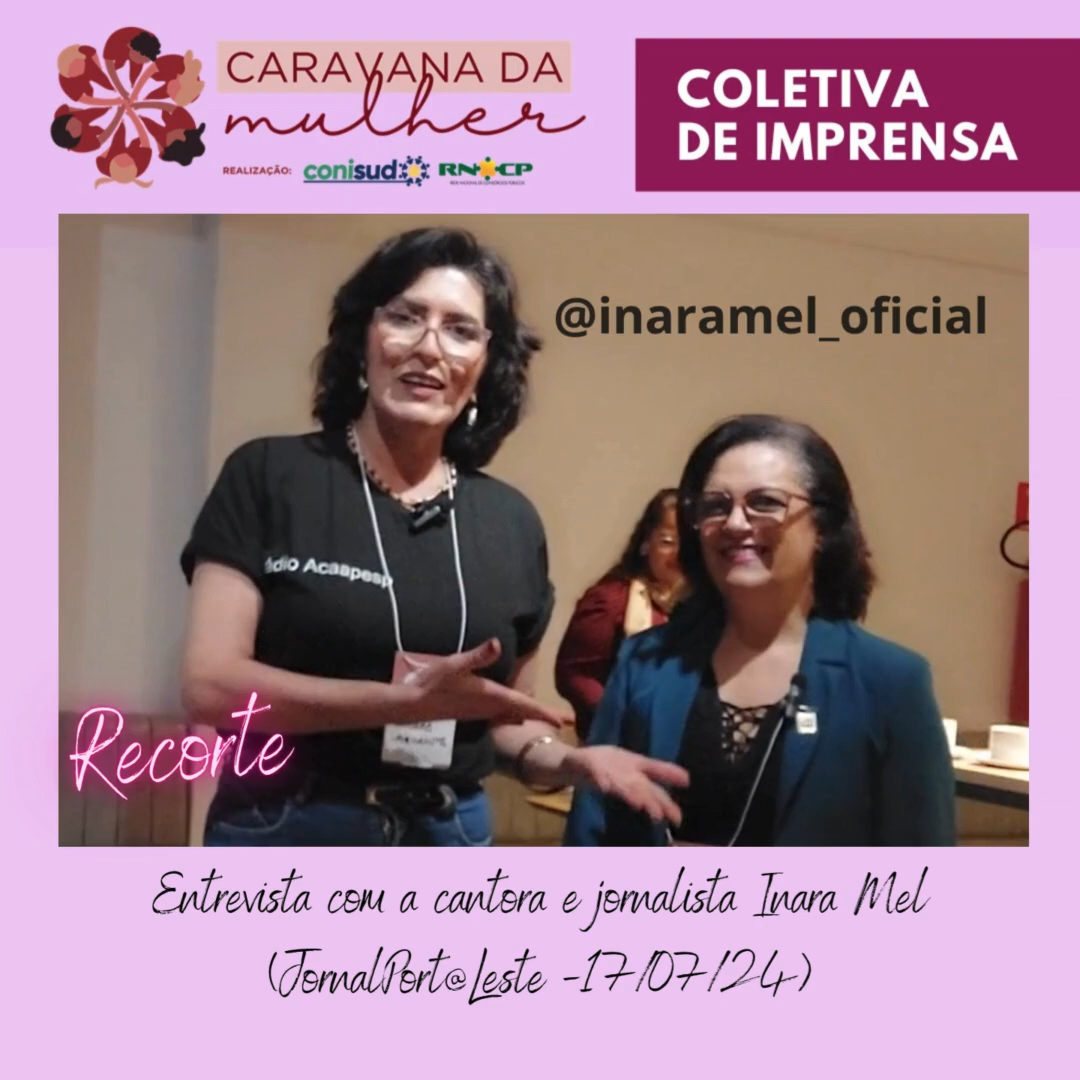 CARAVANA DA
mulher
REALIZAÇÃO: conisud RNCP
COLETIVA
DE IMPRENSA
@inaramel_oficial
ádio Acaapesp
Recorte
Entrevista com a cantora e jornalista Inara Mel
(JornalPort@Leste -17/07/24)